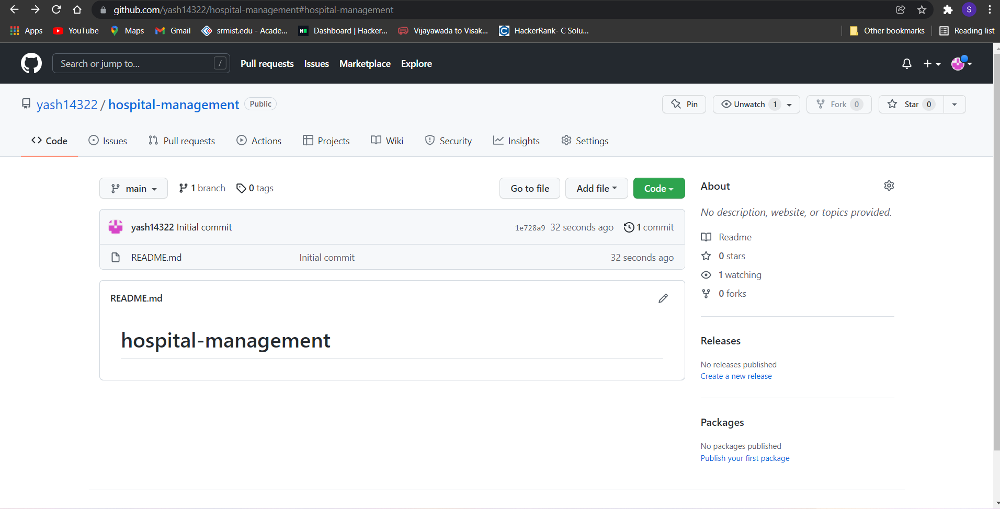 github.com/yash14322/hospital-management#hospital-management
S
Apps YouTube Maps Gmail srmist.edu - Acade... Dashboard | Hacker... Vijayawada to Visak... HackerRank- C Solu... Other bookmarks Reading list
Search or jump to... / Pull requests Issues Marketplace Explore
yash14322 / hospital-management Public Pin Unwatch 1 Fork 0 Star 0
Code Issues Pull requests Actions Projects Wiki Security Insights Settings
main 1 branch 0 tags Go to file Add file Code
yash14322 Initial commit 1e728a9 32 seconds ago 1 commit
README.md Initial commit 32 seconds ago
README.md
hospital-management
About
No description, website, or topics provided.
Readme
0 stars
1 watching
0 forks
Releases
No releases published
Create a new release
Packages
No packages published
Publish your first package